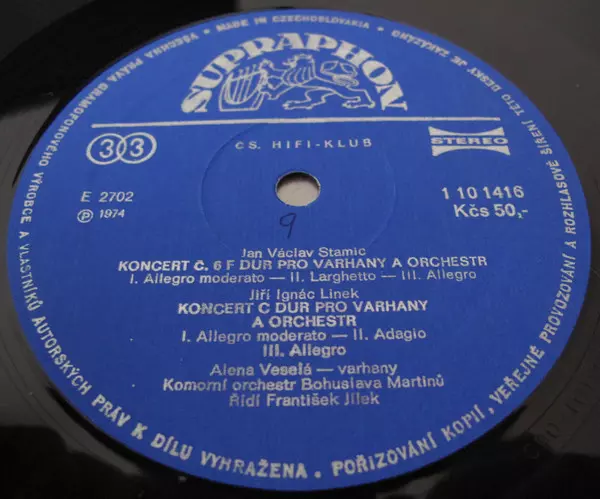 VŠECHNA PRÁVA GRAMOFONOVÉHO VÝROBCE A VLASTNÍKŮ AUTORSKÝCH PRÁV K DÍLU VYHRAŽENA. POŘIZOVÁNÍ KOPIÍ, VEŘEJNÉ PROVOZOVÁNÍ A ROZHLASOVÉ ŠÍŘENÍ TÉTO DESKY JE ZAKÁZÁNO • MADE IN CZECHOSLOVAKIA •
SUPRAPHON
33
ČS. HIFI-KLUB
STEREO
E 2702
℗ 1974
1 10 1416
Kčs 50,-
9
Jan Václav Stamic
KONCERT Č. 6 F DUR PRO VARHANY A ORCHESTR
I. Allegro moderato — II. Larghetto — III. Allegro
Jiří Ignác Linek
KONCERT C DUR PRO VARHANY
A ORCHESTR
I. Allegro moderato — II. Adagio
III. Allegro
Alena Veselá — varhany
Komorní orchestr Bohuslava Martinů
Řídí František Jílek